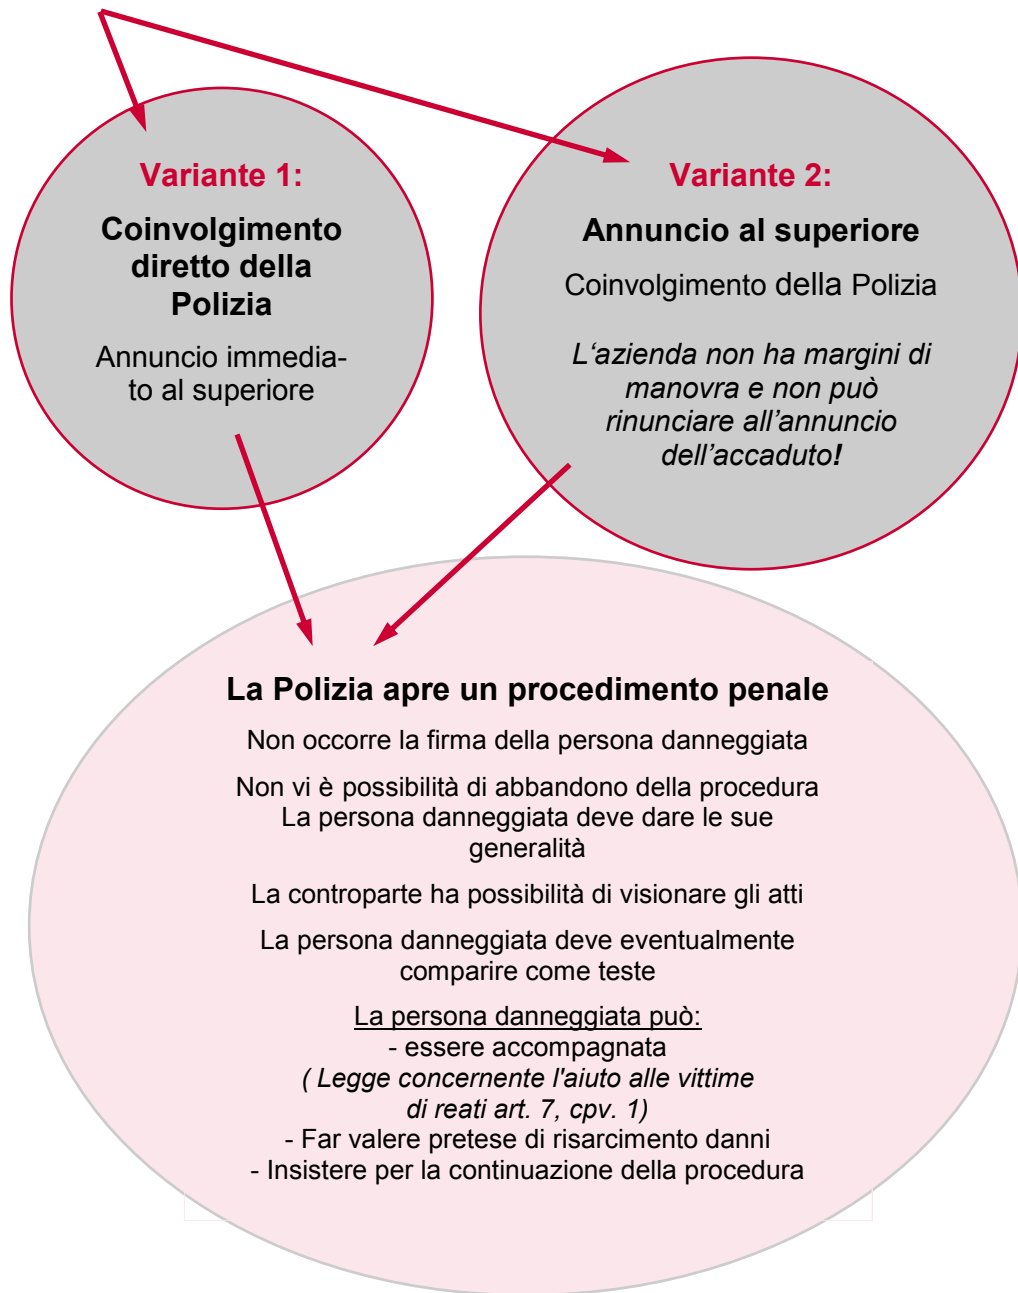 Variante 1:
Coinvolgimento
diretto della
Polizia
Annuncio immedia-
to al superiore
Variante 2:
Annuncio al superiore
Coinvolgimento della Polizia
L‘azienda non ha margini di
manovra e non può
rinunciare all’annuncio
dell’accaduto!
La Polizia apre un procedimento penale
Non occorre la firma della persona danneggiata
Non vi è possibilità di abbandono della procedura
La persona danneggiata deve dare le sue
generalità
La controparte ha possibilità di visionare gli atti
La persona danneggiata deve eventualmente
comparire come teste
La persona danneggiata può:
- essere accompagnata
( Legge concernente l'aiuto alle vittime
di reati art. 7, cpv. 1)
- Far valere pretese di risarcimento danni
- Insistere per la continuazione della procedura